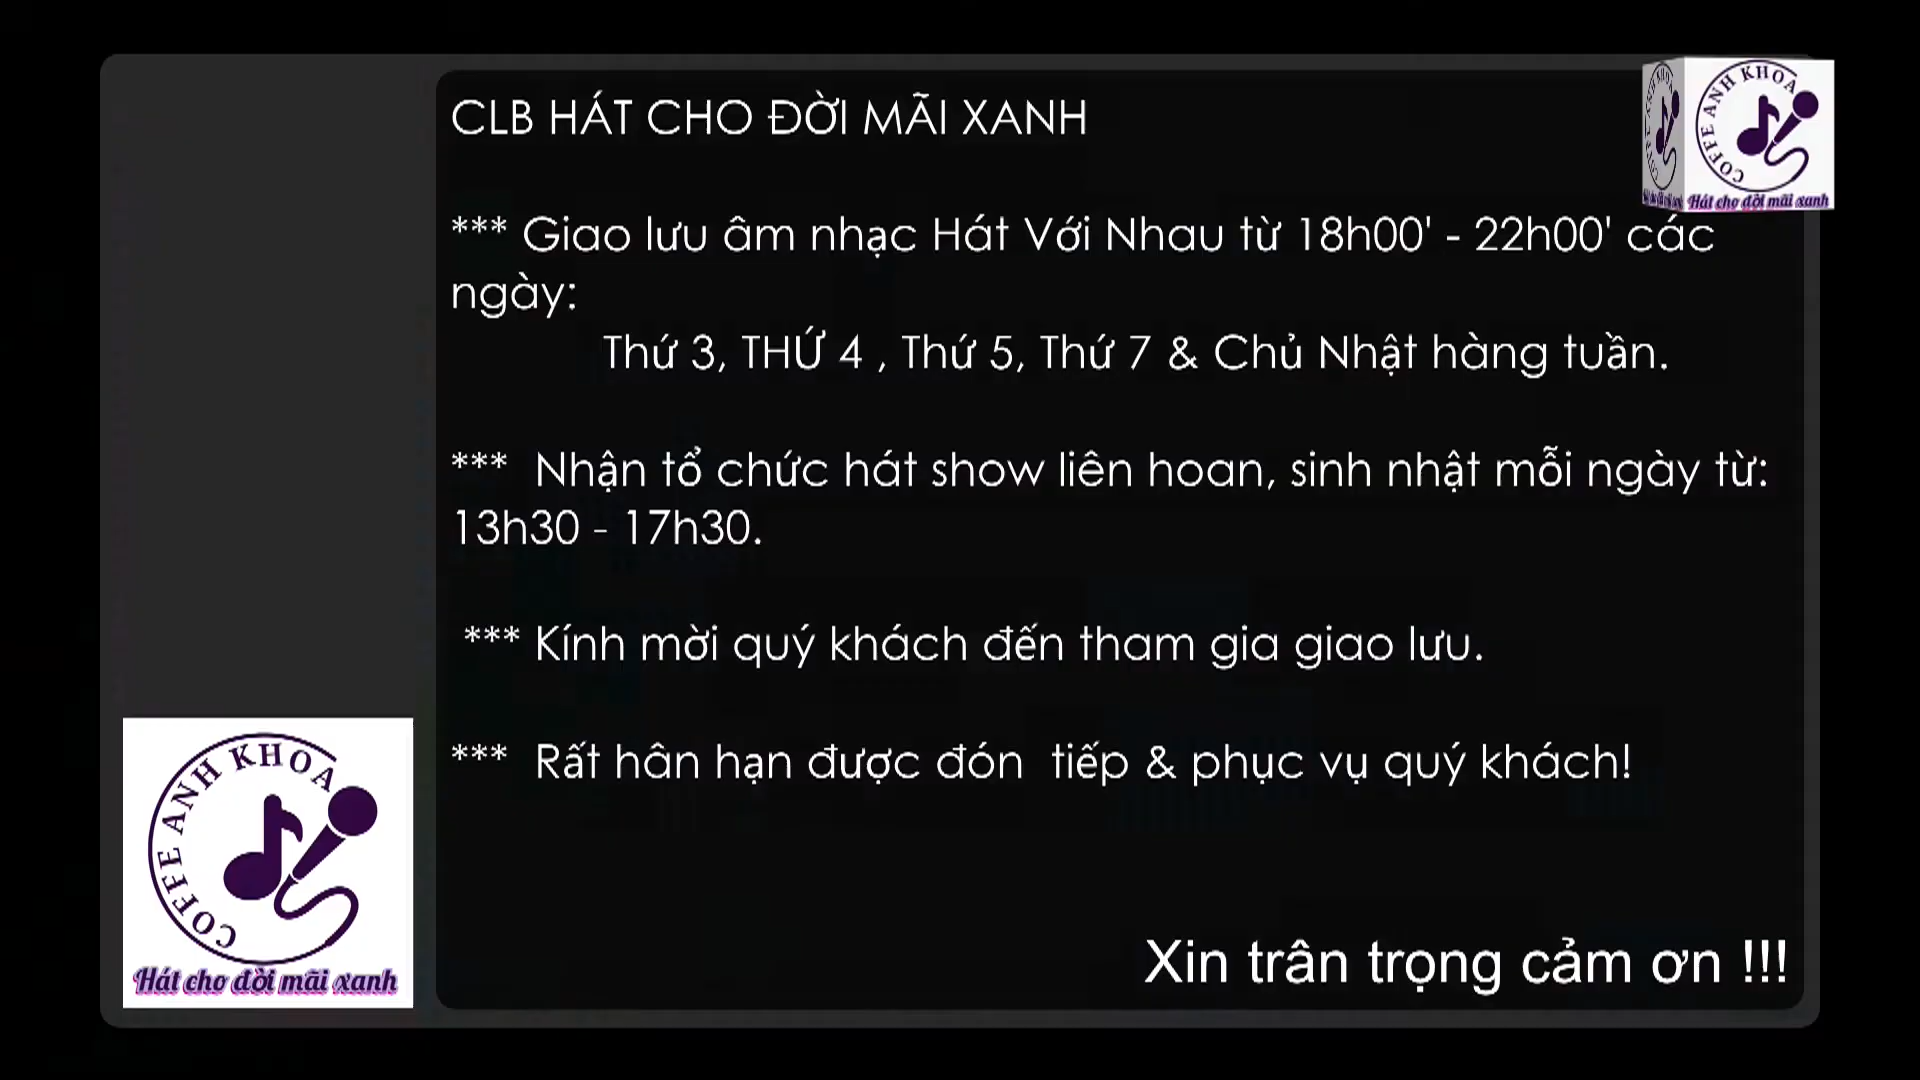 CLB HÁT CHO ĐỜI MÃI XANH
COFFE ANH KHOA
Hát cho đời mãi xanh
*** Giao lưu âm nhạc Hát Với Nhau từ 18h00' - 22h00' các
ngày:
Thứ 3, THỨ 4 , Thứ 5, Thứ 7 & Chủ Nhật hàng tuần.
***  Nhận tổ chức hát show liên hoan, sinh nhật mỗi ngày từ:
13h30 - 17h30.
*** Kính mời quý khách đến tham gia giao lưu.
***  Rất hân hạn được đón  tiếp & phục vụ quý khách!
COFFE ANH KHOA
Hát cho đời mãi xanh
Xin trân trọng cảm ơn !!!